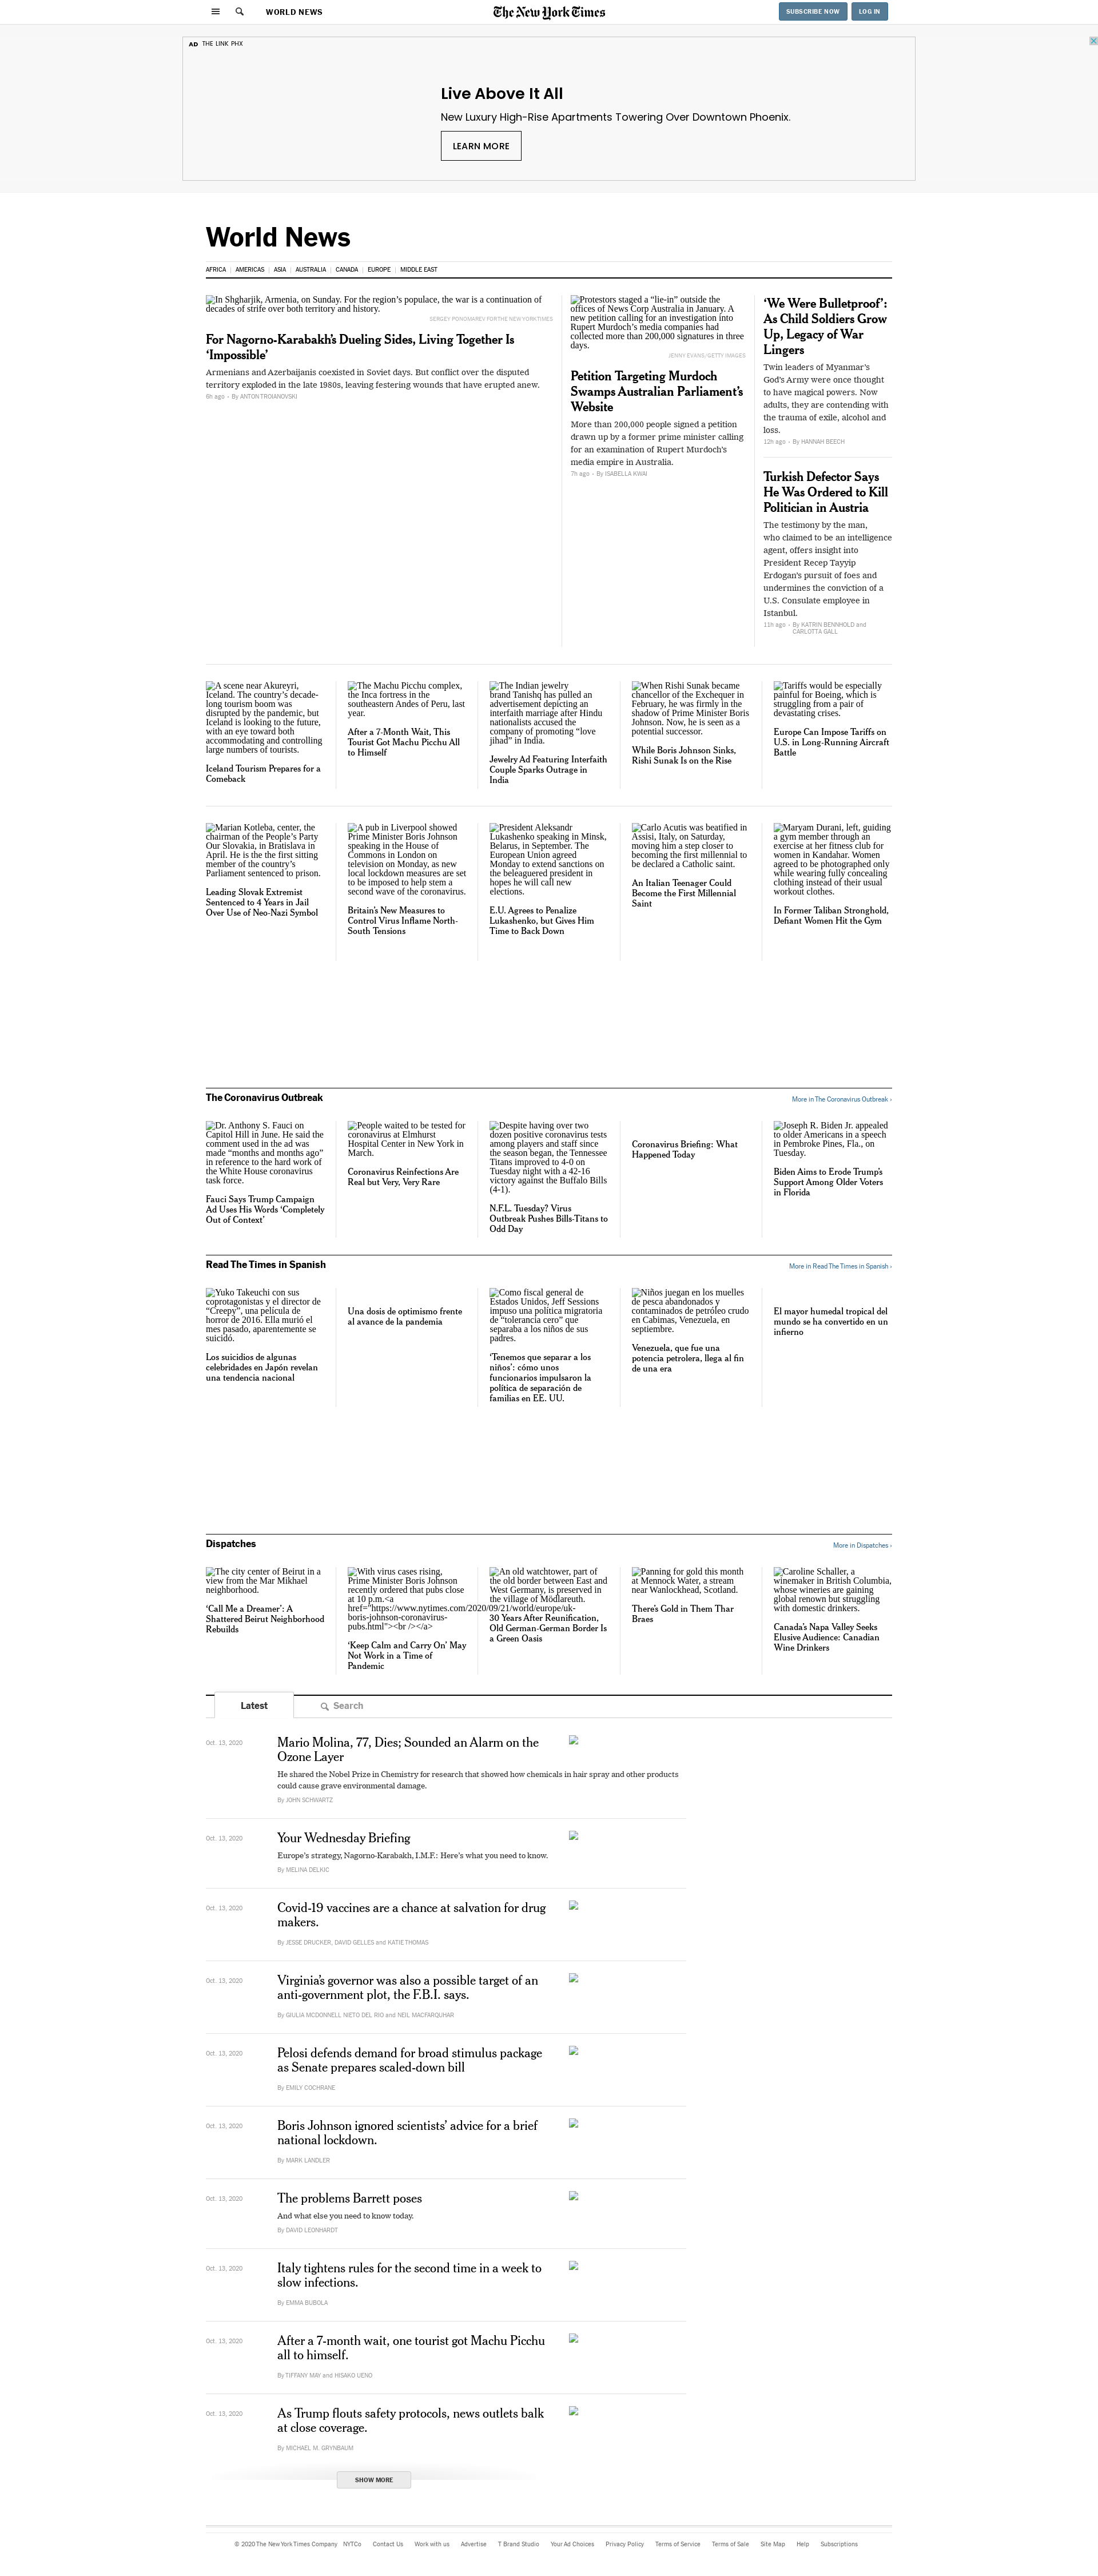 WORLD NEWS
The New York Times
SUBSCRIBE NOW
LOG IN
AD THE LINK PHX
Live Above It All
New Luxury High-Rise Apartments Towering Over Downtown Phoenix.
LEARN MORE
World News
AFRICA | AMERICAS | ASIA | AUSTRALIA | CANADA | EUROPE | MIDDLE EAST
In Shgharjik, Armenia, on Sunday. For the region's populace, the war is a continuation of
decades of strife over both territory and history.
SERGEY PONOMAREV FOR THE NEW YORK TIMES
For Nagorno-Karabakh's Dueling Sides, Living Together Is
‘Impossible’
Armenians and Azerbaijanis coexisted in Soviet days. But conflict over the disputed
territory exploded in the late 1980s, leaving festering wounds that have erupted anew.
6h ago - By ANTON TROIANOVSKI
Protestors staged a “lie-in” outside the
offices of News Corp Australia in January. A
new petition calling for an investigation into
Rupert Murdoch’s media companies had
collected more than 200,000 signatures in three
days.
JENNY EVANS/GETTY IMAGES
Petition Targeting Murdoch
Swamps Australian Parliament’s
Website
More than 200,000 people signed a petition
drawn up by a former prime minister calling
for an examination of Rupert Murdoch’s
media empire in Australia.
7h ago - By ISABELLA KWAI
‘We Were Bulletproof’:
As Child Soldiers Grow
Up, Legacy of War
Lingers
Twin leaders of Myanmar’s
God’s Army were once thought
to have magical powers. Now
adults, they are contending with
the trauma of exile, alcohol and
loss.
12h ago - By HANNAH BEECH
Turkish Defector Says
He Was Ordered to Kill
Politician in Austria
The testimony by the man,
who claimed to be an intelligence
agent, offers insight into
President Recep Tayyip
Erdogan’s pursuit of foes and
undermines the conviction of a
U.S. Consulate employee in
Istanbul.
11h ago - By KATRIN BENNHOLD and
CARLOTTA GALL
A scene near Akureyri,
Iceland. The country’s decade-
long tourism boom was
disrupted by the pandemic, but
Iceland is looking to the future,
with an eye toward both
accommodating and controlling
large numbers of tourists.
Iceland Tourism Prepares for a
Comeback
The Machu Picchu complex,
the Inca fortress in the
southeastern Andes of Peru, last
year.
After a 7-Month Wait, This
Tourist Got Machu Picchu All
to Himself
The Indian jewelry
brand Tanishq has pulled an
advertisement depicting an
interfaith marriage after Hindu
nationalists accused the
company of promoting “love
jihad” in India.
Jewelry Ad Featuring Interfaith
Couple Sparks Outrage in
India
When Rishi Sunak became
chancellor of the Exchequer in
February, he was firmly in the
shadow of Prime Minister Boris
Johnson. Now, he is seen as a
potential successor.
While Boris Johnson Sinks,
Rishi Sunak Is on the Rise
Tariffs would be especially
painful for Boeing, which is
struggling from a pair of
devastating crises.
Europe Can Impose Tariffs on
U.S. in Long-Running Aircraft
Battle
Marian Kotleba, center, the
chairman of the People’s Party
Our Slovakia, in Bratislava in
April. He is the the first sitting
member of the country’s
Parliament sentenced to prison.
Leading Slovak Extremist
Sentenced to 4 Years in Jail
Over Use of Neo-Nazi Symbol
A pub in Liverpool showed
Prime Minister Boris Johnson
speaking in the House of
Commons in London on
television on Monday, as new
local lockdown measures are set
to be imposed to help stem a
second wave of the coronavirus.
Britain’s New Measures to
Control Virus Inflame North-
South Tensions
President Aleksandr
Lukashenko speaking in Minsk,
Belarus, in September. The
European Union agreed
Monday to extend sanctions on
the beleaguered president in
hopes he will call new
elections.
E.U. Agrees to Penalize
Lukashenko, but Gives Him
Time to Back Down
Carlo Acutis was beatified in
Assisi, Italy, on Saturday,
moving him a step closer to
becoming the first millennial to
be declared a Catholic saint.
An Italian Teenager Could
Become the First Millennial
Saint
Maryam Durani, left, guiding
a gym member through an
exercise at her fitness club for
women in Kandahar. Women
agreed to be photographed only
while wearing fully concealing
clothing instead of their usual
workout clothes.
In Former Taliban Stronghold,
Defiant Women Hit the Gym
The Coronavirus Outbreak
More in The Coronavirus Outbreak ›
Dr. Anthony S. Fauci on
Capitol Hill in June. He said the
comment used in the ad was
made “months and months ago”
in reference to the hard work of
the White House coronavirus
task force.
Fauci Says Trump Campaign
Ad Uses His Words ‘Completely
Out of Context’
People waited to be tested for
coronavirus at Elmhurst
Hospital Center in New York in
March.
Coronavirus Reinfections Are
Real but Very, Very Rare
Despite having over two
dozen positive coronavirus tests
among players and staff since
the season began, the Tennessee
Titans improved to 4-0 on
Tuesday night with a 42-16
victory against the Buffalo Bills
(4-1).
N.F.L. Tuesday? Virus
Outbreak Pushes Bills-Titans to
Odd Day
Coronavirus Briefing: What
Happened Today
Joseph R. Biden Jr. appealed
to older Americans in a speech
in Pembroke Pines, Fla., on
Tuesday.
Biden Aims to Erode Trump’s
Support Among Older Voters
in Florida
Read The Times in Spanish
More in Read The Times in Spanish ›
Yuko Takeuchi con sus
coprotagonistas y el director de
“Creepy”, una película de
horror de 2016. Ella murió el
mes pasado, aparentemente se
suicidó.
Los suicidios de algunas
celebridades en Japón revelan
una tendencia nacional
Una dosis de optimismo frente
al avance de la pandemia
Como fiscal general de
Estados Unidos, Jeff Sessions
impuso una política migratoria
de “tolerancia cero” que
separaba a los niños de sus
padres.
‘Tenemos que separar a los
niños’: cómo unos
funcionarios impulsaron la
política de separación de
familias en EE. UU.
Niños juegan en los muelles
de pesca abandonados y
contaminados de petróleo crudo
en Cabimas, Venezuela, en
septiembre.
Venezuela, que fue una
potencia petrolera, llega al fin
de una era
El mayor humedal tropical del
mundo se ha convertido en un
infierno
Dispatches
More in Dispatches ›
The city center of Beirut in a
view from the Mar Mikhael
neighborhood.
‘Call Me a Dreamer’: A
Shattered Beirut Neighborhood
Rebuilds
With virus cases rising,
Prime Minister Boris Johnson
recently ordered that pubs close
at 10 p.m.<a
href="https://www.nytimes.com/2020/09/21/world/europe/uk-
boris-johnson-coronavirus-
pubs.html"><br /></a>
‘Keep Calm and Carry On’ May
Not Work in a Time of
Pandemic
An old watchtower, part of
the old border between East and
West Germany, is preserved in
the village of Mödlareuth.
30 Years After Reunification,
Old German-German Border Is
a Green Oasis
Panning for gold this month
at Mennock Water, a stream
near Wanlockhead, Scotland.
There’s Gold in Them Thar
Braes
Caroline Schaller, a
winemaker in British Columbia,
whose wineries are gaining
global renown but struggling
with domestic drinkers.
Canada’s Napa Valley Seeks
Elusive Audience: Canadian
Wine Drinkers
Latest
Search
Oct. 13, 2020
Mario Molina, 77, Dies; Sounded an Alarm on the
Ozone Layer
He shared the Nobel Prize in Chemistry for research that showed how chemicals in hair spray and other products
could cause grave environmental damage.
By JOHN SCHWARTZ
Oct. 13, 2020
Your Wednesday Briefing
Europe’s strategy, Nagorno-Karabakh, I.M.F.: Here’s what you need to know.
By MELINA DELKIC
Oct. 13, 2020
Covid-19 vaccines are a chance at salvation for drug
makers.
By JESSE DRUCKER, DAVID GELLES and KATIE THOMAS
Oct. 13, 2020
Virginia’s governor was also a possible target of an
anti-government plot, the F.B.I. says.
By GIULIA MCDONNELL NIETO DEL RIO and NEIL MACFARQUHAR
Oct. 13, 2020
Pelosi defends demand for broad stimulus package
as Senate prepares scaled-down bill
By EMILY COCHRANE
Oct. 13, 2020
Boris Johnson ignored scientists’ advice for a brief
national lockdown.
By MARK LANDLER
Oct. 13, 2020
The problems Barrett poses
And what else you need to know today.
By DAVID LEONHARDT
Oct. 13, 2020
Italy tightens rules for the second time in a week to
slow infections.
By EMMA BUBOLA
Oct. 13, 2020
After a 7-month wait, one tourist got Machu Picchu
all to himself.
By TIFFANY MAY and HISAKO UENO
Oct. 13, 2020
As Trump flouts safety protocols, news outlets balk
at close coverage.
By MICHAEL M. GRYNBAUM
SHOW MORE
© 2020 The New York Times Company NYTCo Contact Us Work with us Advertise T Brand Studio Your Ad Choices Privacy Policy Terms of Service Terms of Sale Site Map Help Subscriptions